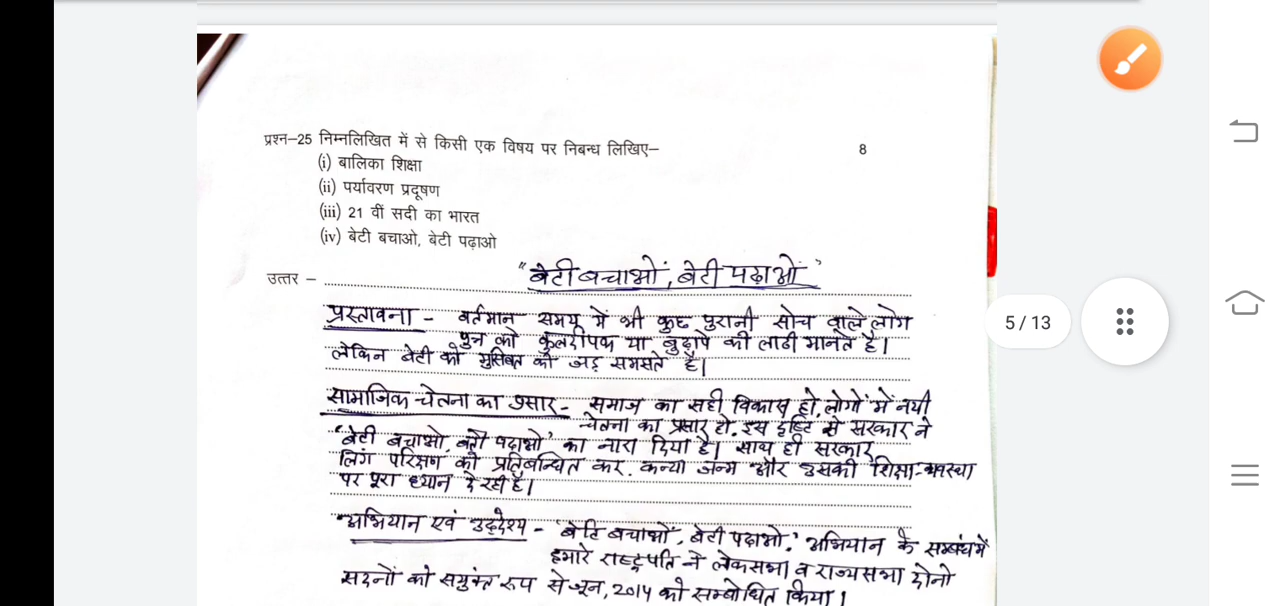 प्रश्न–25 निम्नलिखित में से किसी एक विषय पर निबन्ध लिखिए– 8
(i) बालिका शिक्षा
(ii) पर्यावरण प्रदूषण
(iii) 21 वीं सदी का भारत
(iv) बेटी बचाओ, बेटी पढ़ाओ
उत्तर – "बेटी बचाओं, बेटी पढ़ाओं"
प्रस्तावना – वर्तमान समय में भी कुछ पुरानी सोच वाले लोग
पुत्र को कुलदीपक या बुढ़ापे की लाठी मानते है।
लेकिन बेटी को मुसिबत की जड़ समझते है।
सामाजिक चेतना का प्रसार – समाज का सही विकास हो, लोगों में नयी
चेतना का प्रसार हो. इस दृष्टि से सरकार ने
'बेटी बचाओ, बेटी पढाओ' का नारा दिया है। साथ ही सरकार
लिंग परिक्षण को प्रतिबन्धित कर. कन्या जन्म और उसकी शिक्षा-व्यवस्था
पर पूरा ध्यान दे रही है।
अभियान एवं उद्देश्य – 'बेटि बचाओं, बेटी पढाओ.' अभियान के सम्बंध में
हमारे राष्ट्रपति ने लेकसभा व राज्यसभा दोनो
सदनों को सयुंक्त रूप से जून, 2014 को सम्बोधित किया।
5 / 13